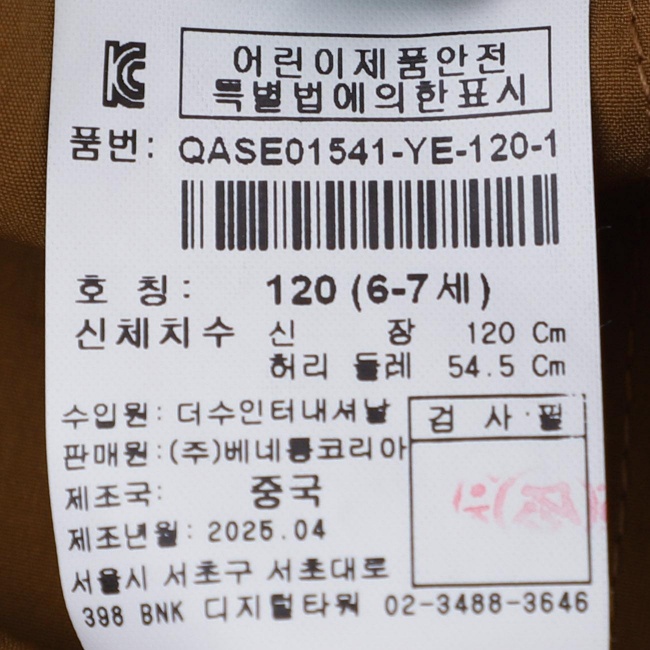 KC
어린이제품안전
특별법에의한표시
품번: QASE01541-YE-120-1
호 칭: 120 (6-7세)
신체치수 신 장 120 Cm
허리 둘레 54.5 Cm
수입원: 더수인터내셔날
판매원: (주)베네통코리아
검 사 필
제조국: 중국
제조년월: 2025.04
서울시 서초구 서초대로
398 BNK 디지털타워 02-3488-3646